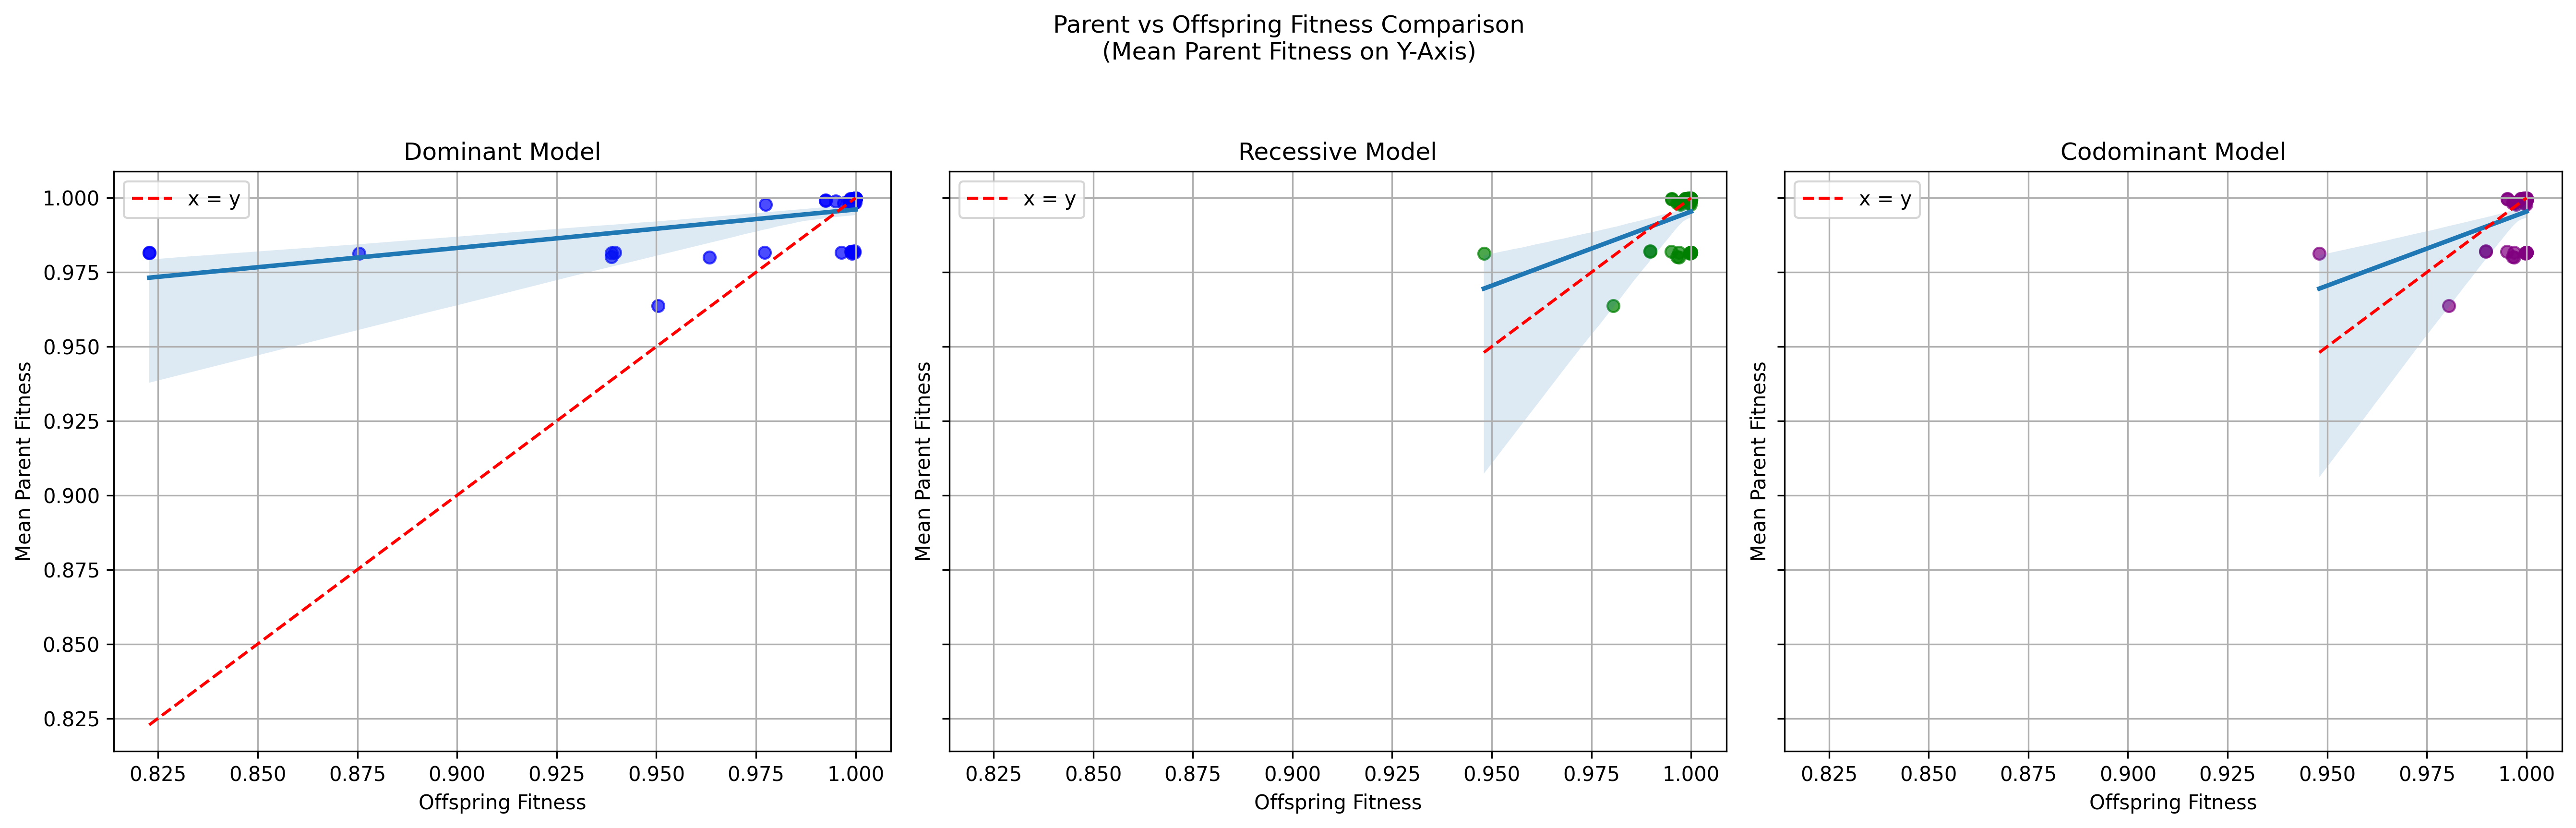 Parent vs Offspring Fitness Comparison
(Mean Parent Fitness on Y-Axis)
Dominant Model
x = y
1.000
0.975
0.950
0.925
0.900
0.875
0.850
0.825
Mean Parent Fitness
0.825 0.850 0.875 0.900 0.925 0.950 0.975 1.000
Offspring Fitness
Recessive Model
x = y
Mean Parent Fitness
0.825 0.850 0.875 0.900 0.925 0.950 0.975 1.000
Offspring Fitness
Codominant Model
x = y
Mean Parent Fitness
0.825 0.850 0.875 0.900 0.925 0.950 0.975 1.000
Offspring Fitness